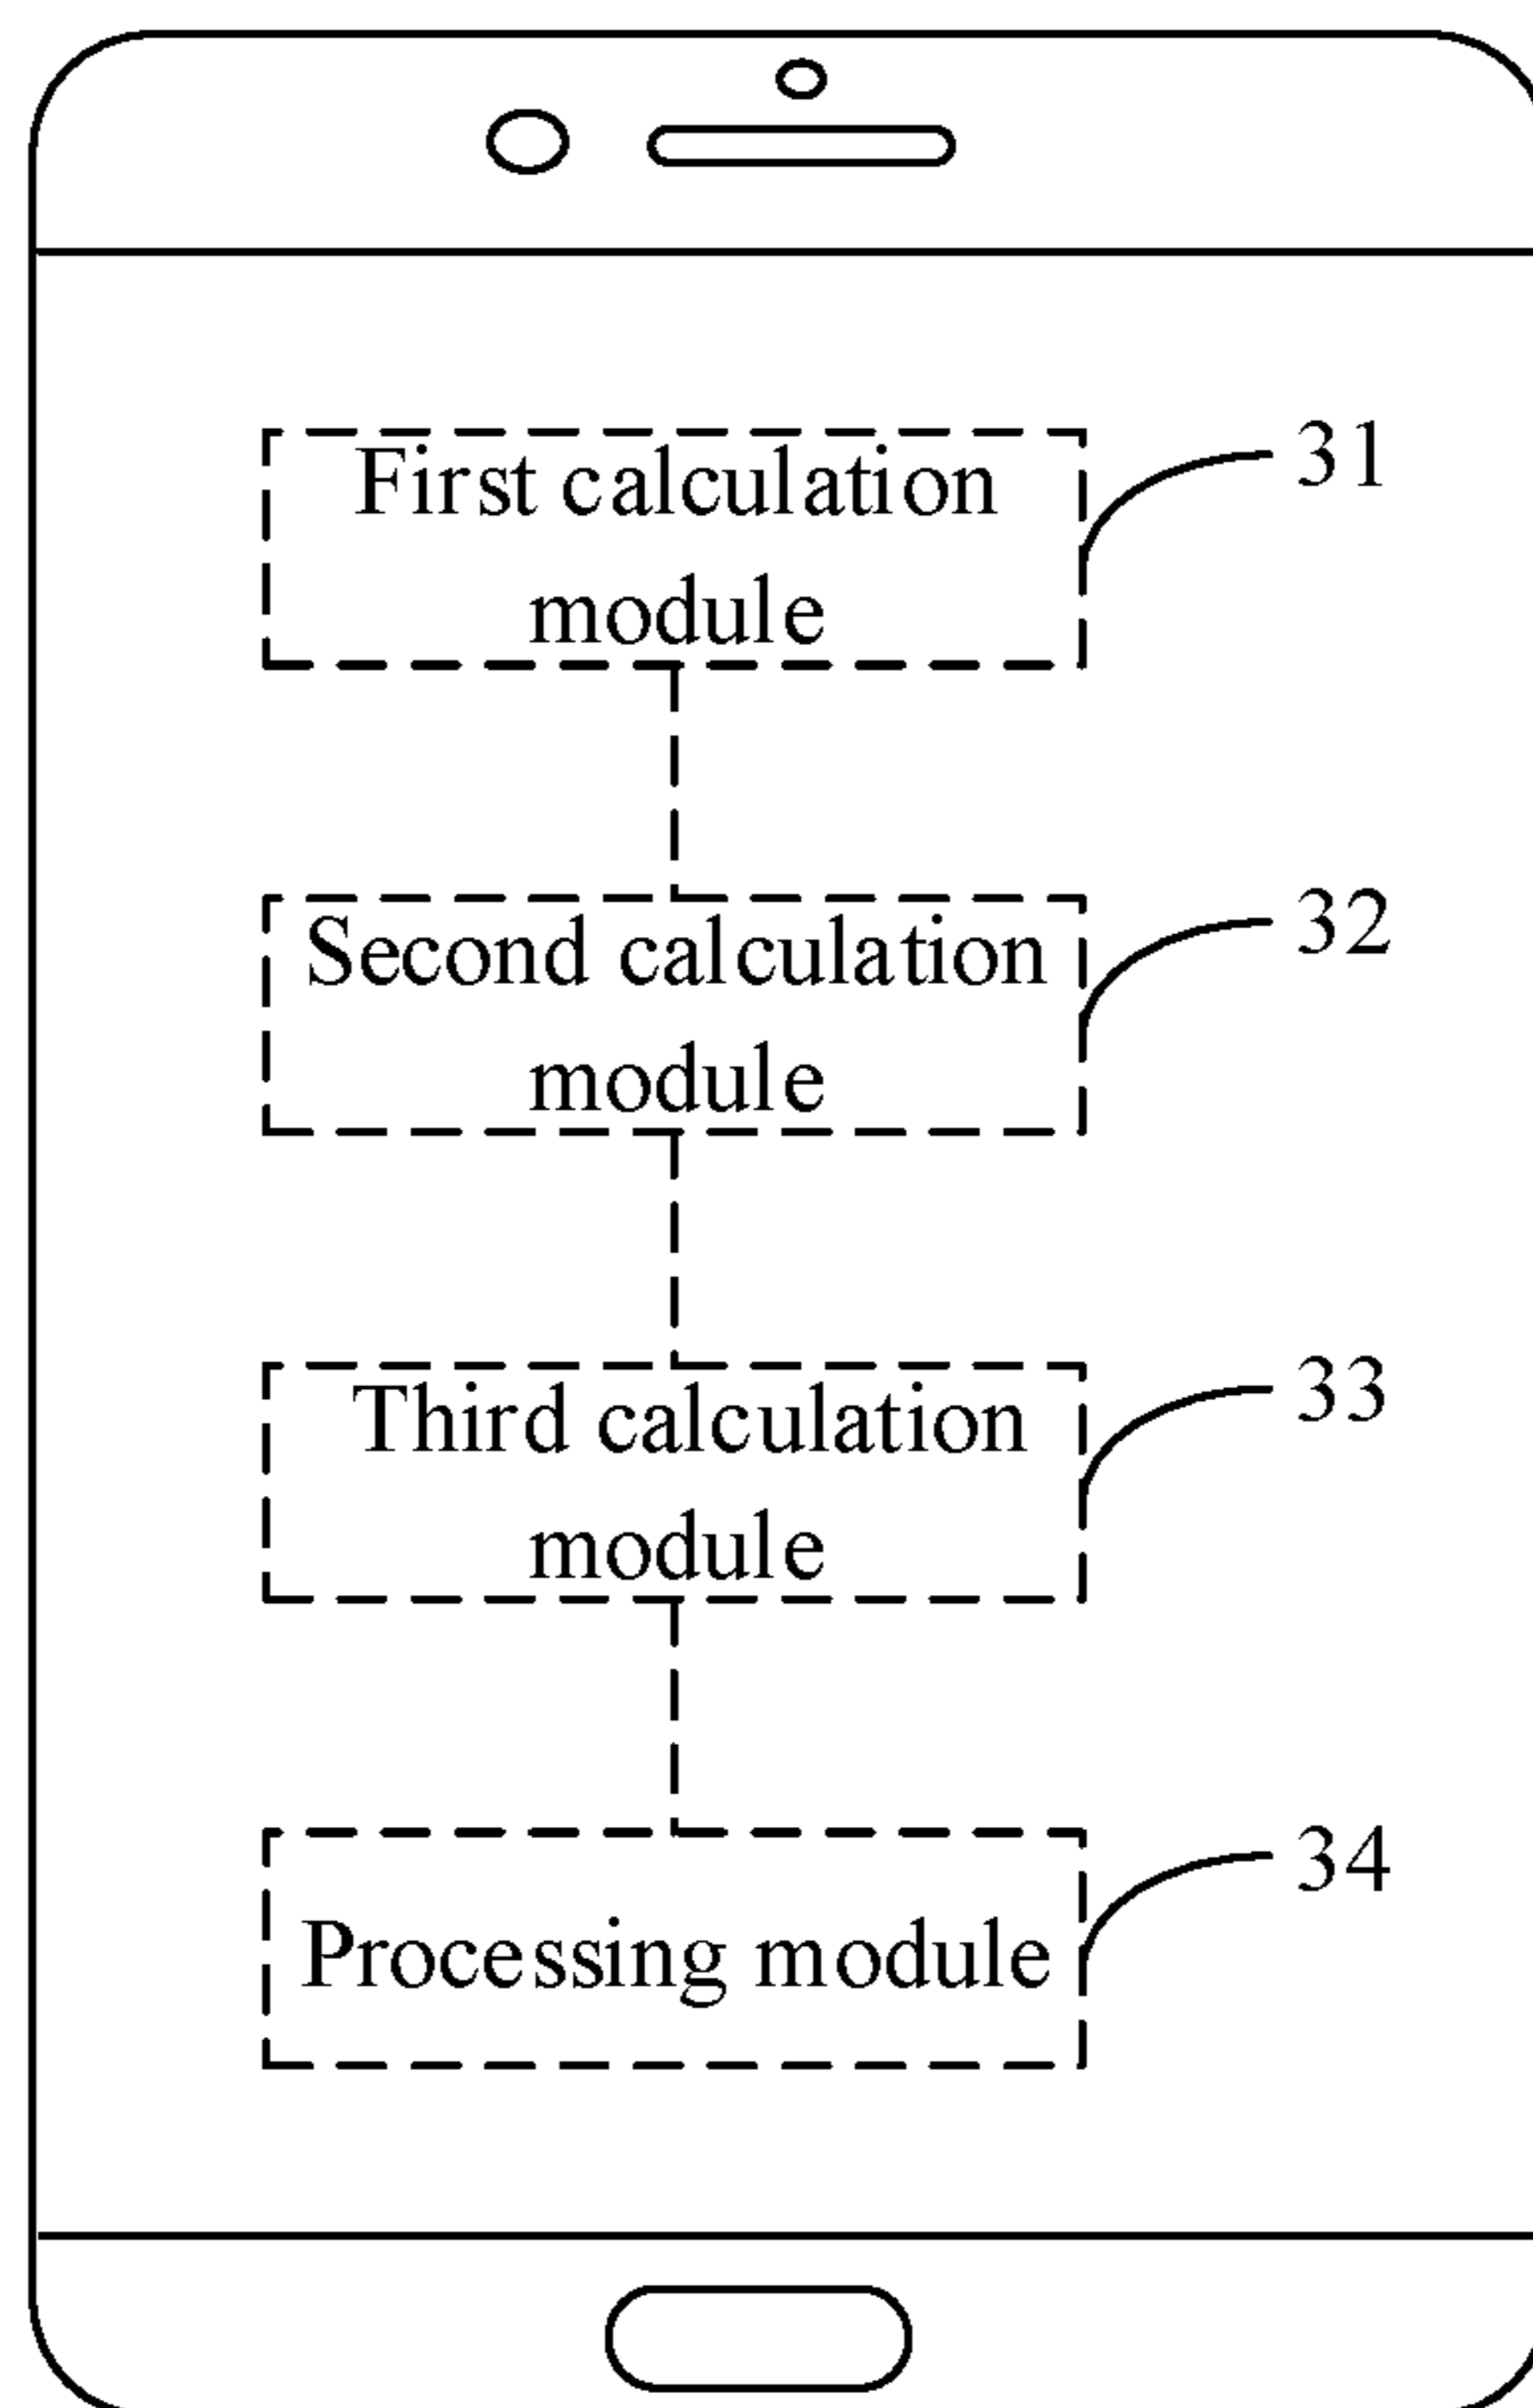 First calculation
module
31
Second calculation
module
32
Third calculation
module
33
Processing module
34